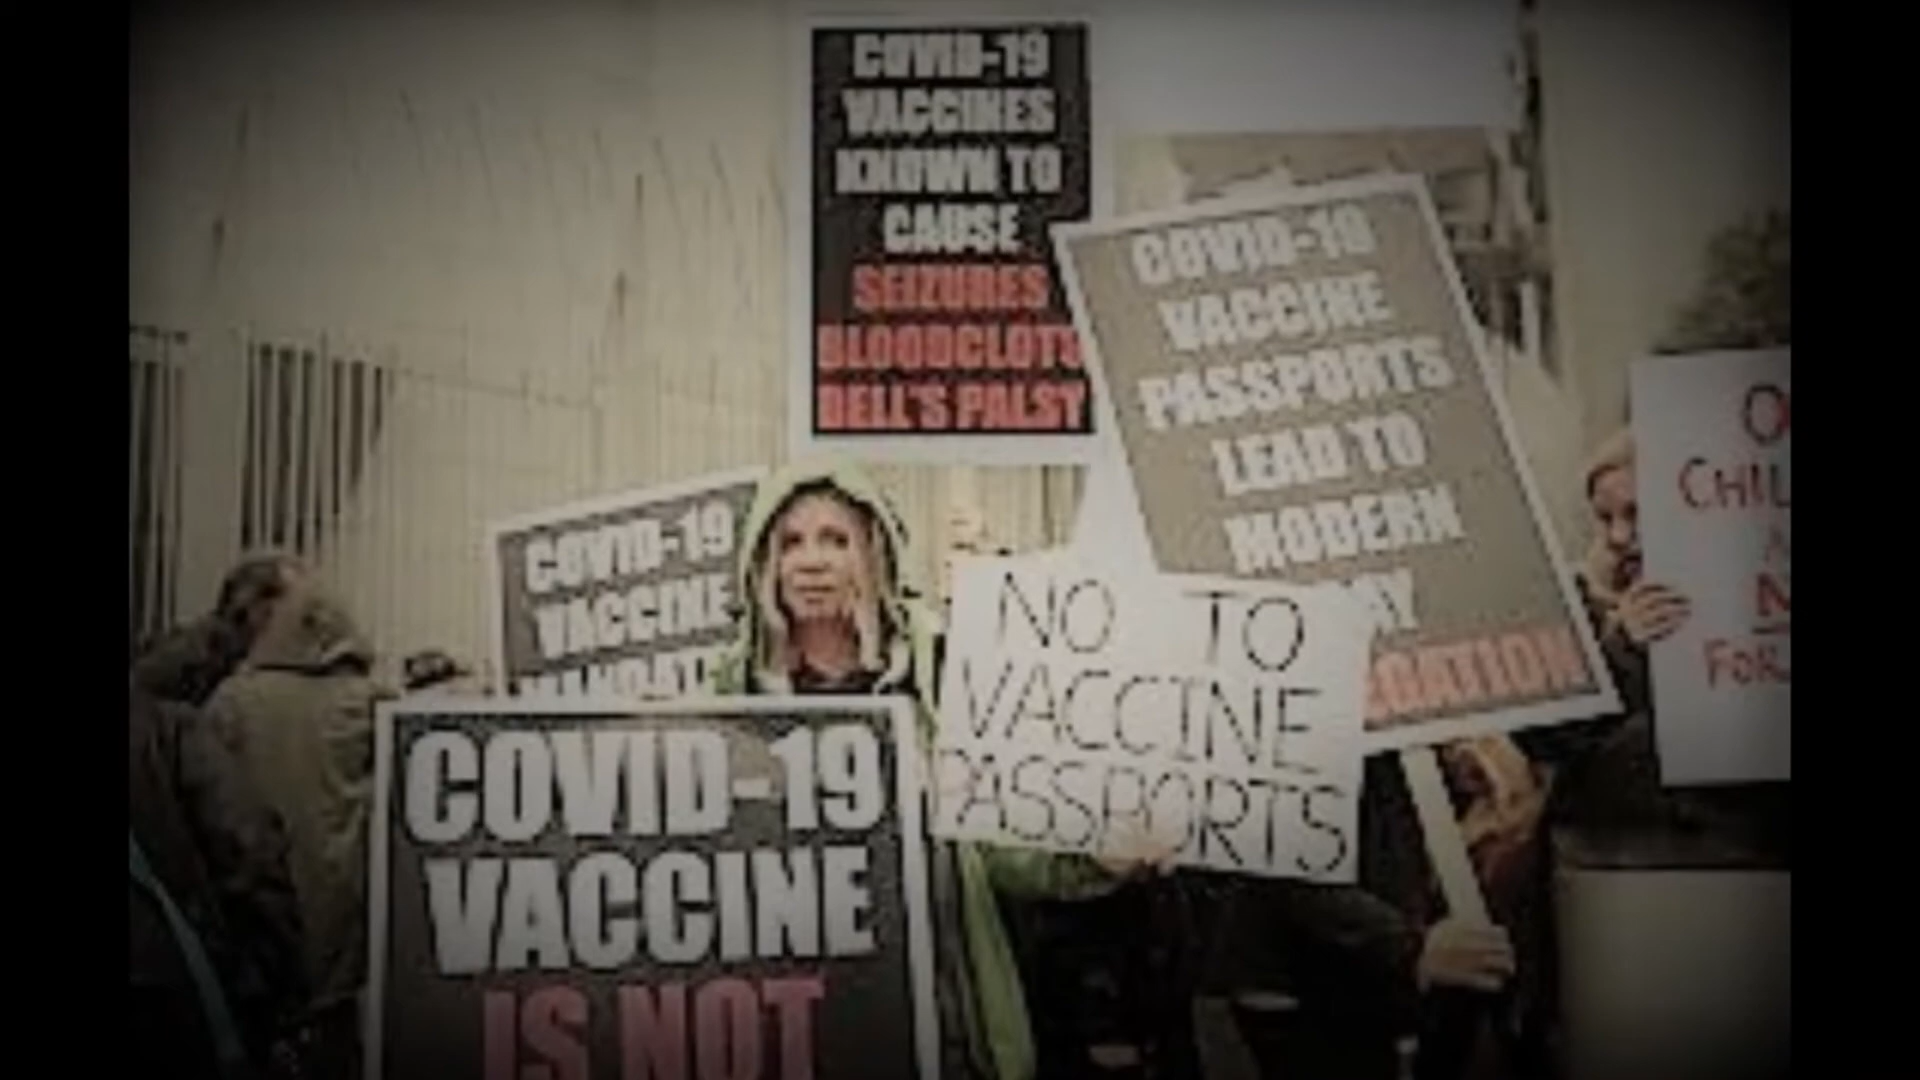 COVID-19
VACCINES
KNOWN TO
CAUSE
SEIZURES
BLOODCLOTS
BELL'S PALSY
COVID-19
VACCINE
PASSPORTS
LEAD TO
MODERN
COVID-19
VACCINE
NO TO
VACCINE
PASSPORTS
COVID-19
VACCINE
IS NOT
FOR